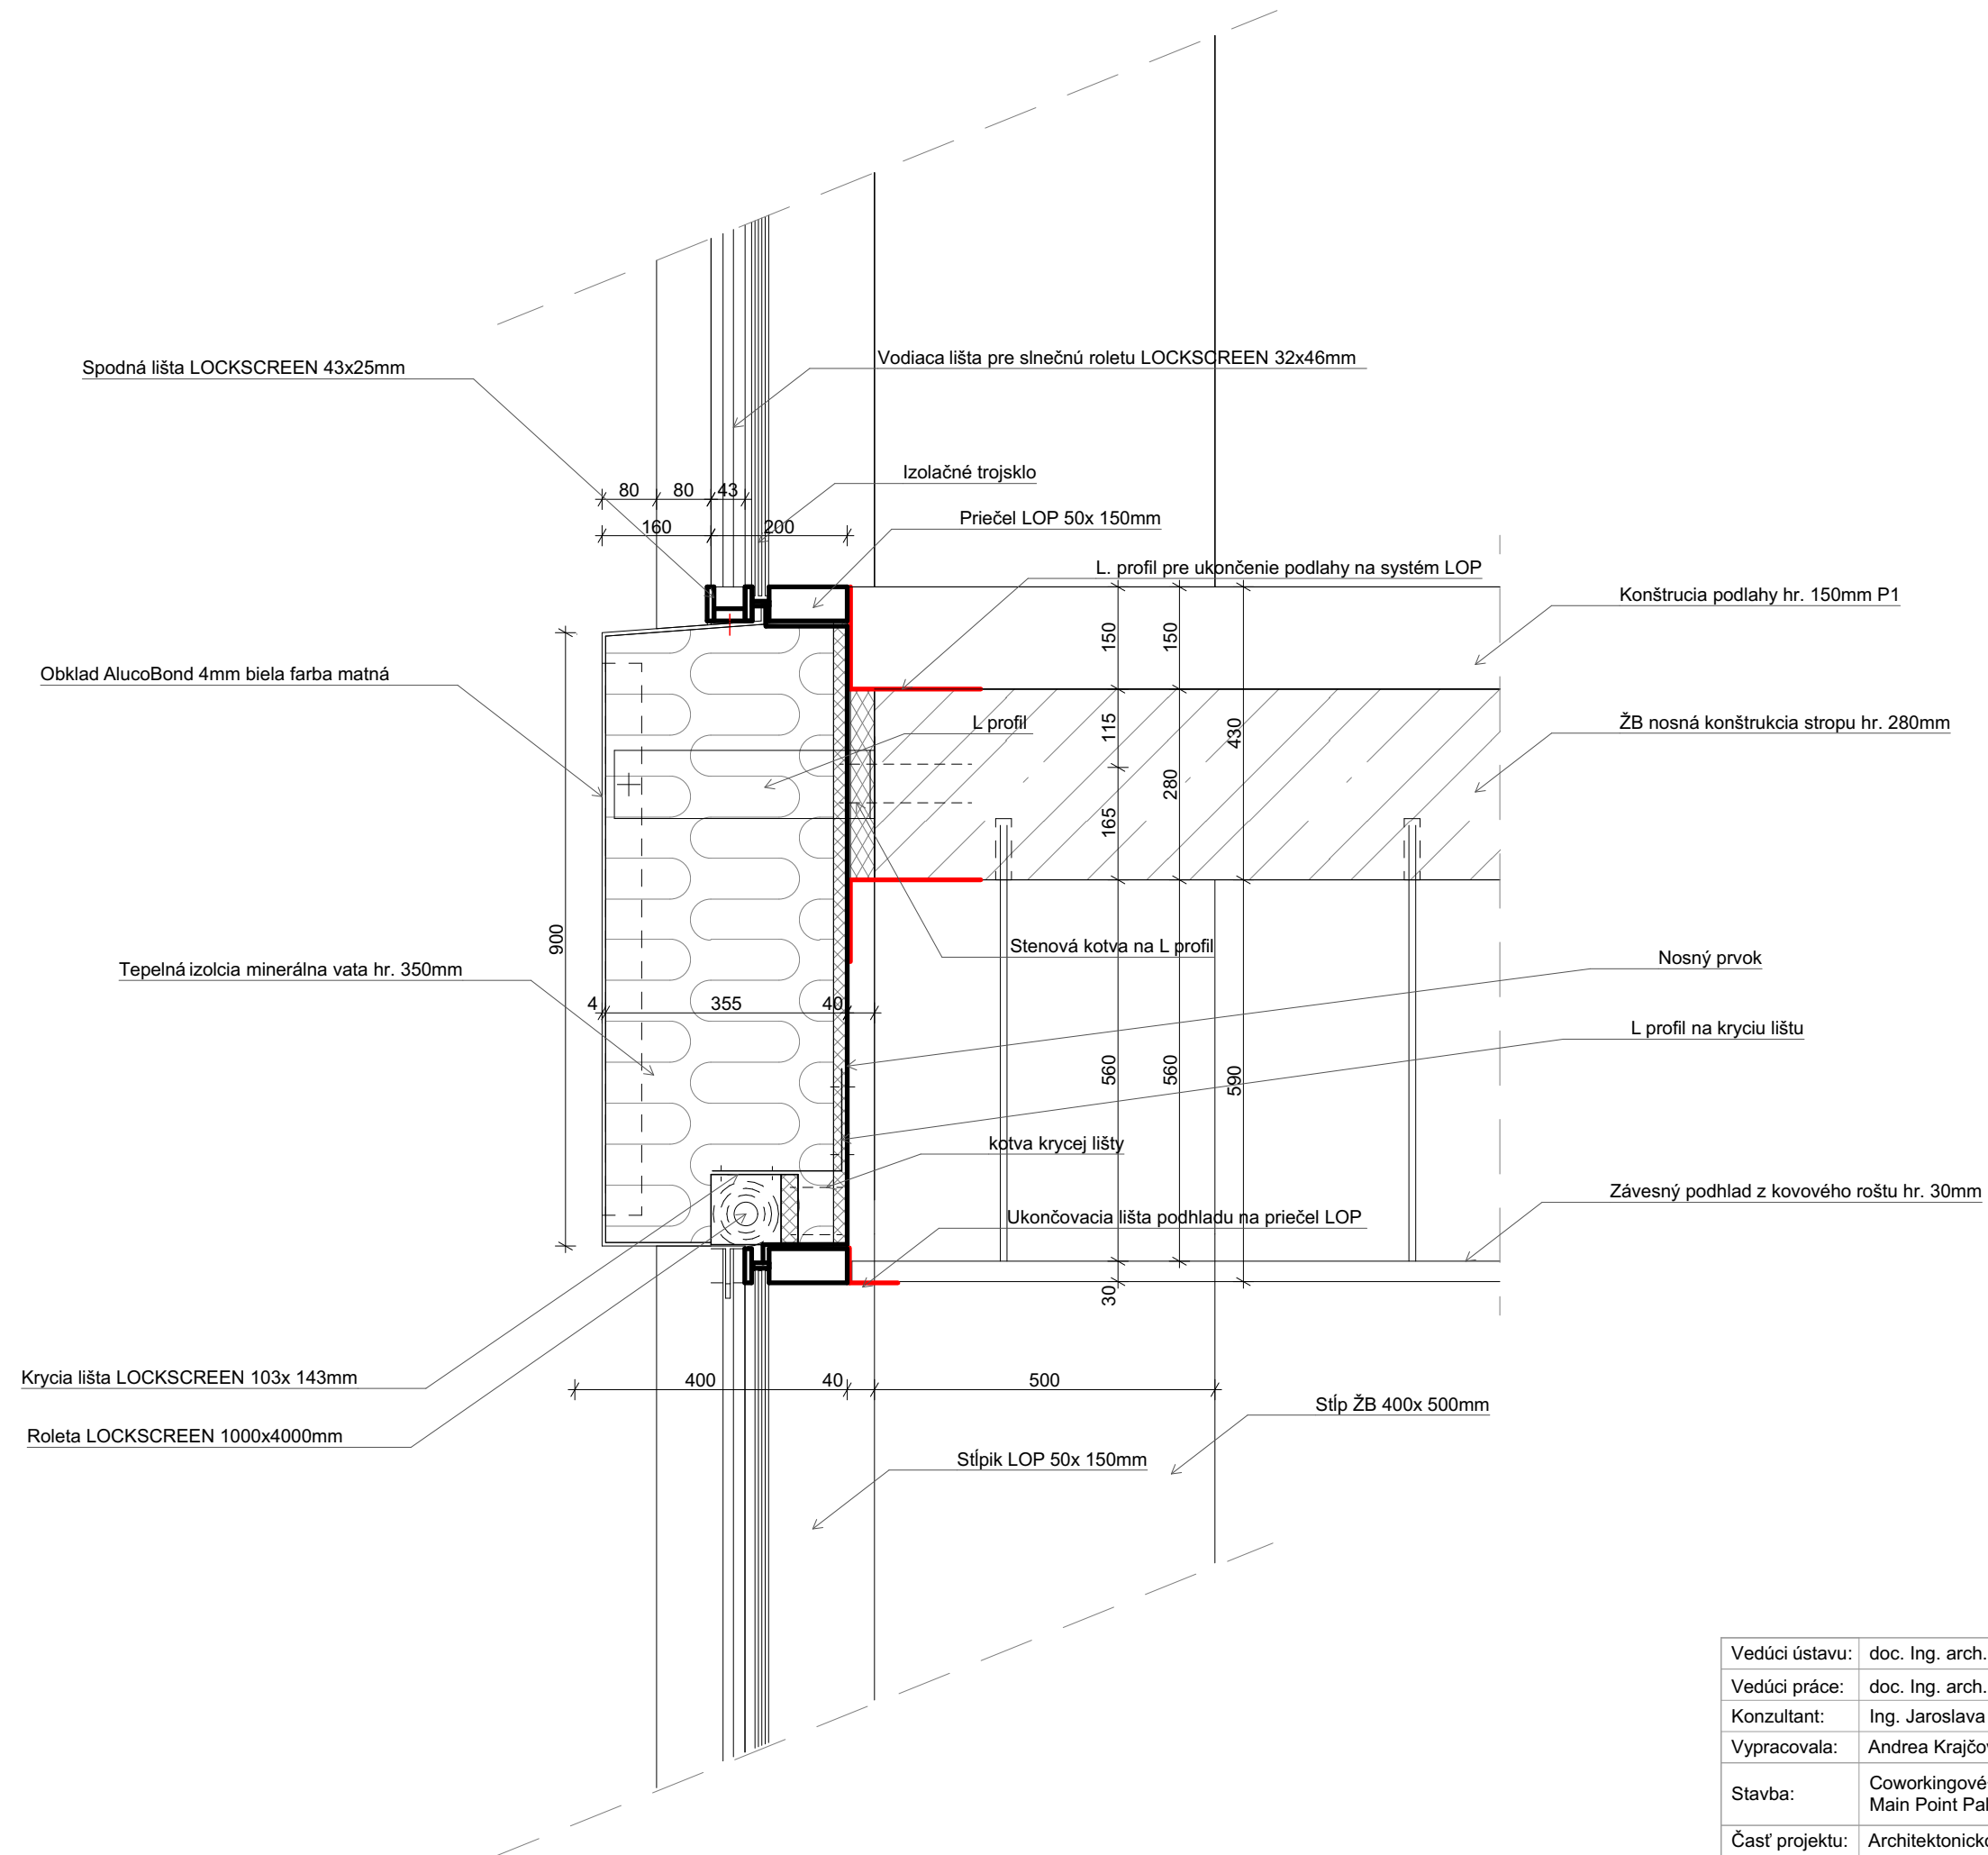 Vodiaca lišta pre slnečnú roletu LOCKSCREEN 32x46mm
Spodná lišta LOCKSCREEN 43x25mm
Izolačné trojsklo
80 80 43
Priečel LOP 50x 150mm
160 200
L. profil pre ukončenie podlahy na systém LOP
Konštrucia podlahy hr. 150mm P1
150 150
Obklad AlucoBond 4mm biela farba matná
L profil
ŽB nosná konštrukcia stropu hr. 280mm
115 430
280
165
900
Stenová kotva na L profil
Nosný prvok
Tepelná izolcia minerálna vata hr. 350mm
4 355 40
L profil na kryciu lištu
560 560 590
kotva krycej lišty
Závesný podhlad z kovového roštu hr. 30mm
Ukončovacia lišta podhladu na priečel LOP
30
Krycia lišta LOCKSCREEN 103x 143mm
400 40 500
Stĺp ŽB 400x 500mm
Roleta LOCKSCREEN 1000x4000mm
Stĺpik LOP 50x 150mm
Vedúci ústavu: doc. Ing. arch.
Vedúci práce: doc. Ing. arch.
Konzultant: Ing. Jaroslava
Vypracovala: Andrea Krajčov
Stavba: Coworkingové
Main Point Pal
Časť projektu: Architektonicko